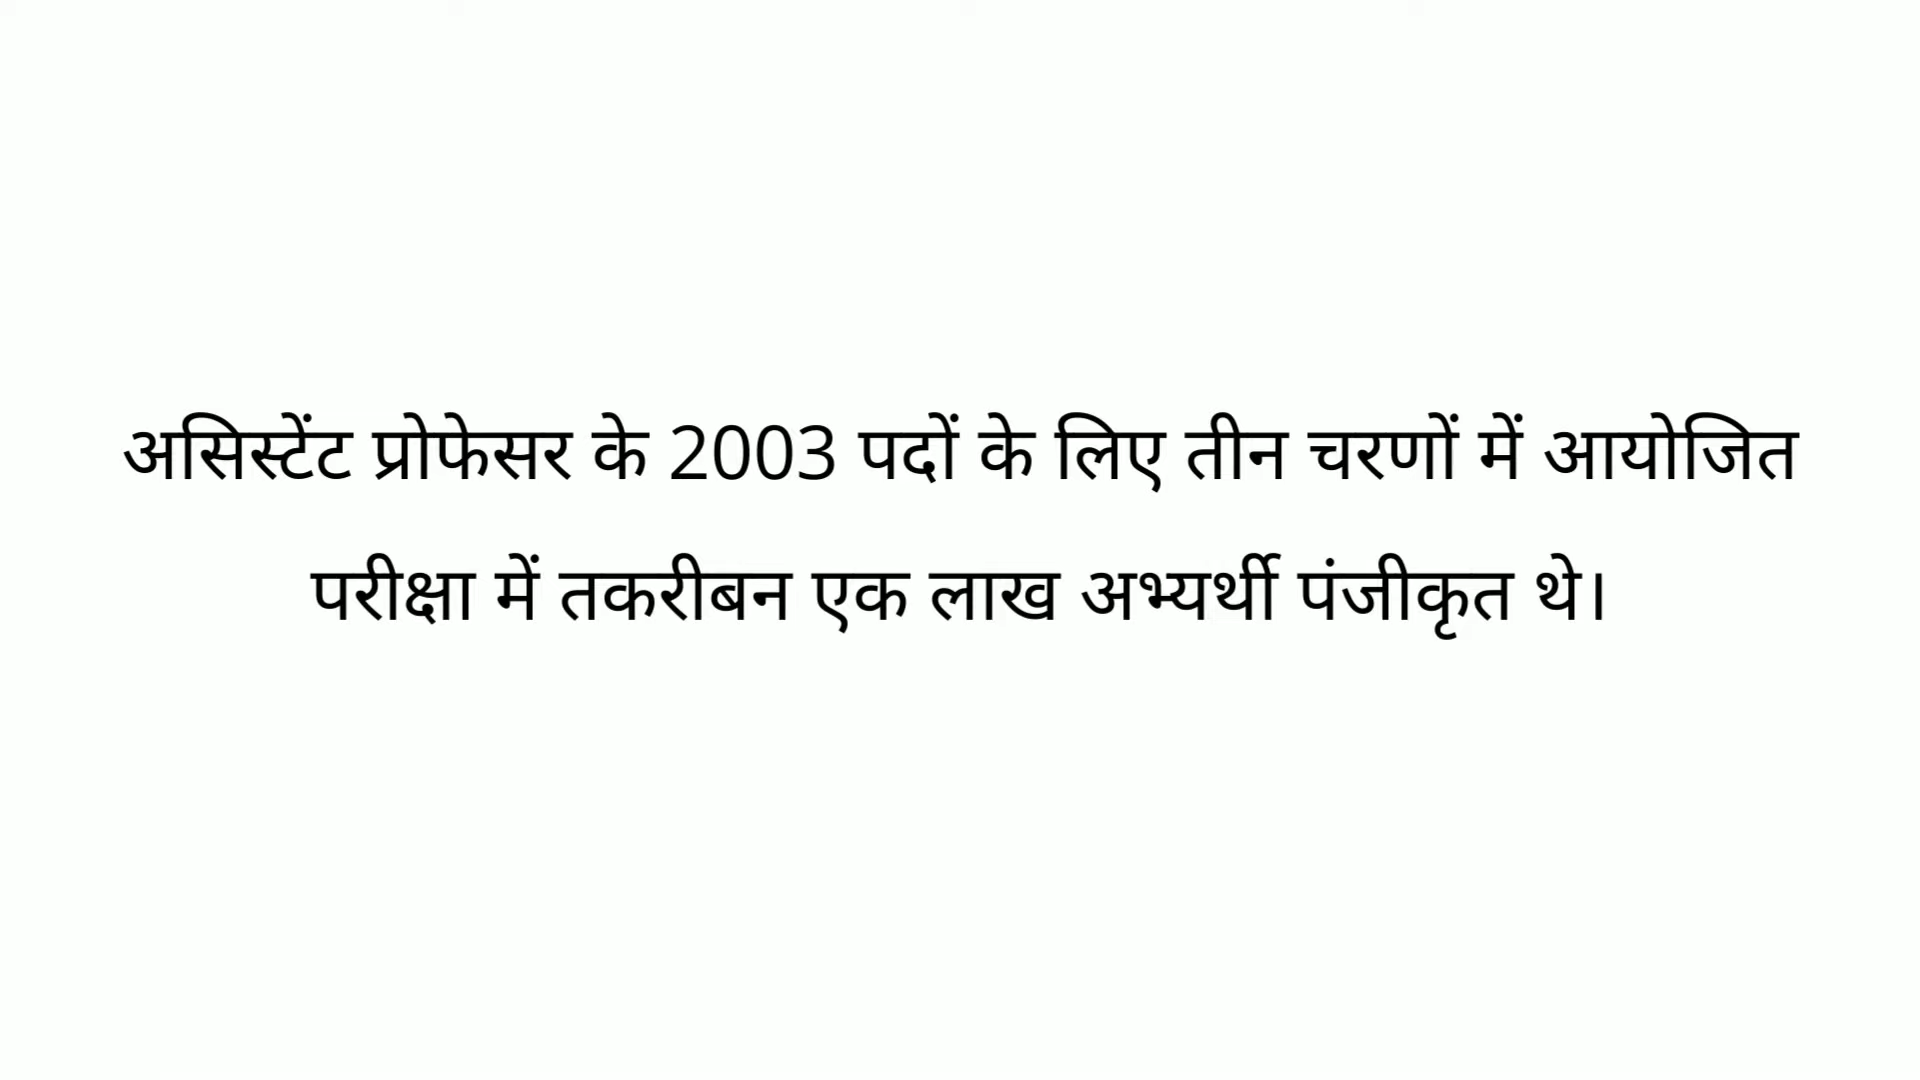 असिस्टेंट प्रोफेसर के 2003 पदों के लिए तीन चरणों में आयोजित
परीक्षा में तकरीबन एक लाख अभ्यर्थी पंजीकृत थे।